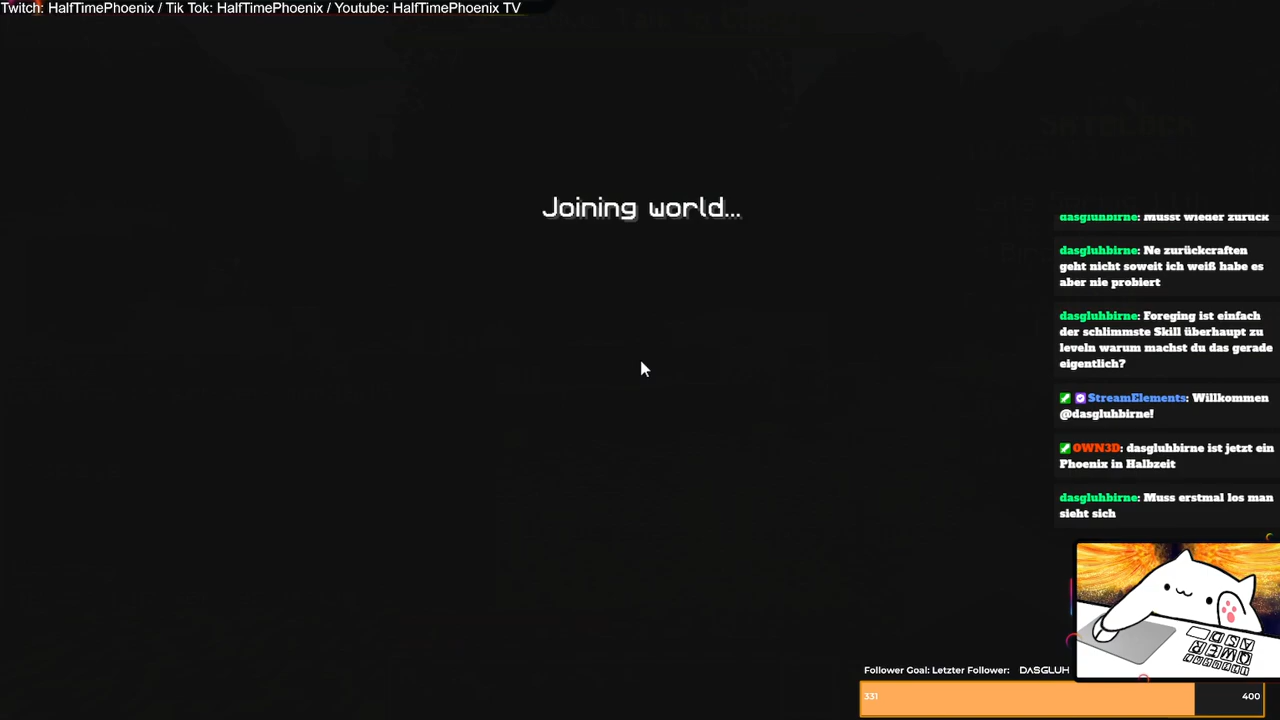 Twitch: HalfTimePhoenix / Tik Tok: HalfTimePhoenix / Youtube: HalfTimePhoenix TV
SKYBLOCK
Joining world...
dasgluhbirne: Musst wieder zurück
dasgluhbirne: Ne zurückcraften
geht nicht soweit ich weiß habe es
aber nie probiert
dasgluhbirne: Foreging ist einfach
der schlimmste Skill überhaupt zu
leveln warum machst du das gerade
eigentlich?
StreamElements: Willkommen
@dasgluhbirne!
OWN3D: dasgluhbirne ist jetzt ein
Phoenix in Halbzeit
dasgluhbirne: Muss erstmal los man
sieht sich
Follower Goal: Letzter Follower: DASGLUH
331 400